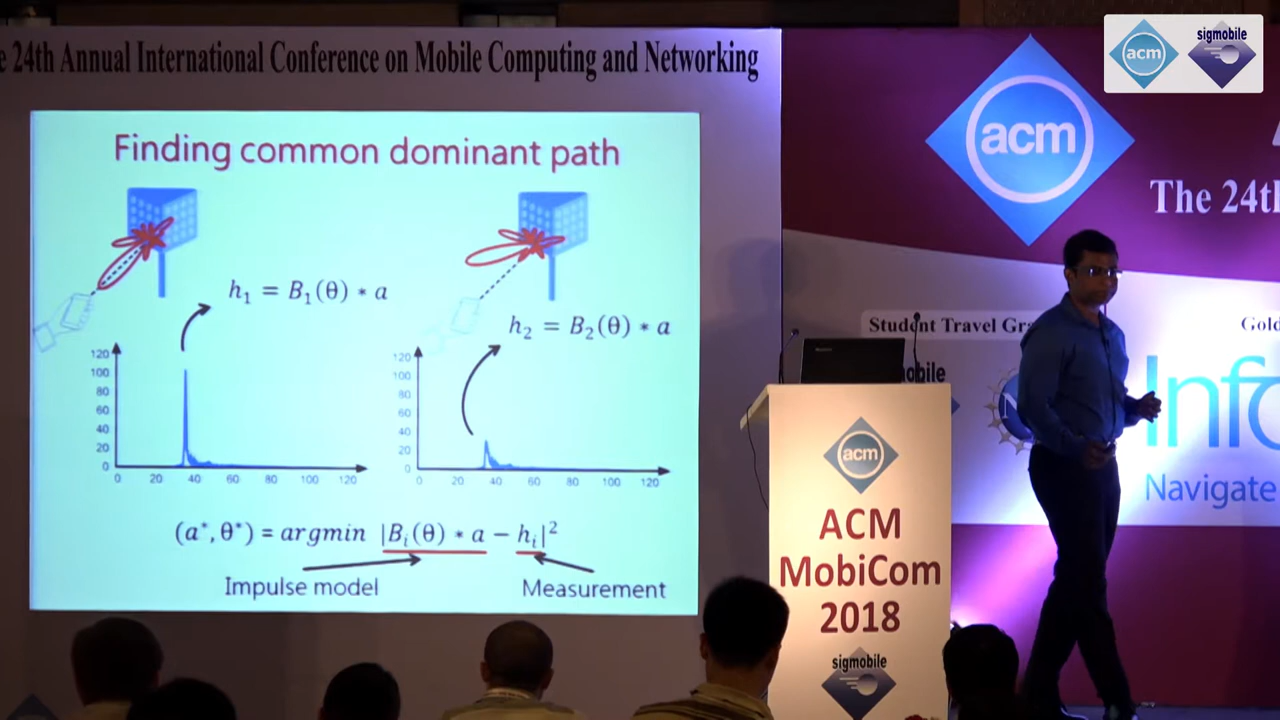 e 24th Annual International Conference on Mobile Computing and Networking
acm
sigmobile
acm
The 24th
Finding common dominant path
h₁ = B₁(θ) * a
h₂ = B₂(θ) * a
120
100
80
60
40
20
0
0 20 40 60 80 100 120
120
100
80
60
40
20
0
0 20 40 60 80 100 120
(a*, θ*) = argmin |Bᵢ(θ) * a − hᵢ|²
Impulse model
Measurement
Student Travel Gra
Gold
mobile
Info
Navigate
acm
ACM
MobiCom
2018
sigmobile